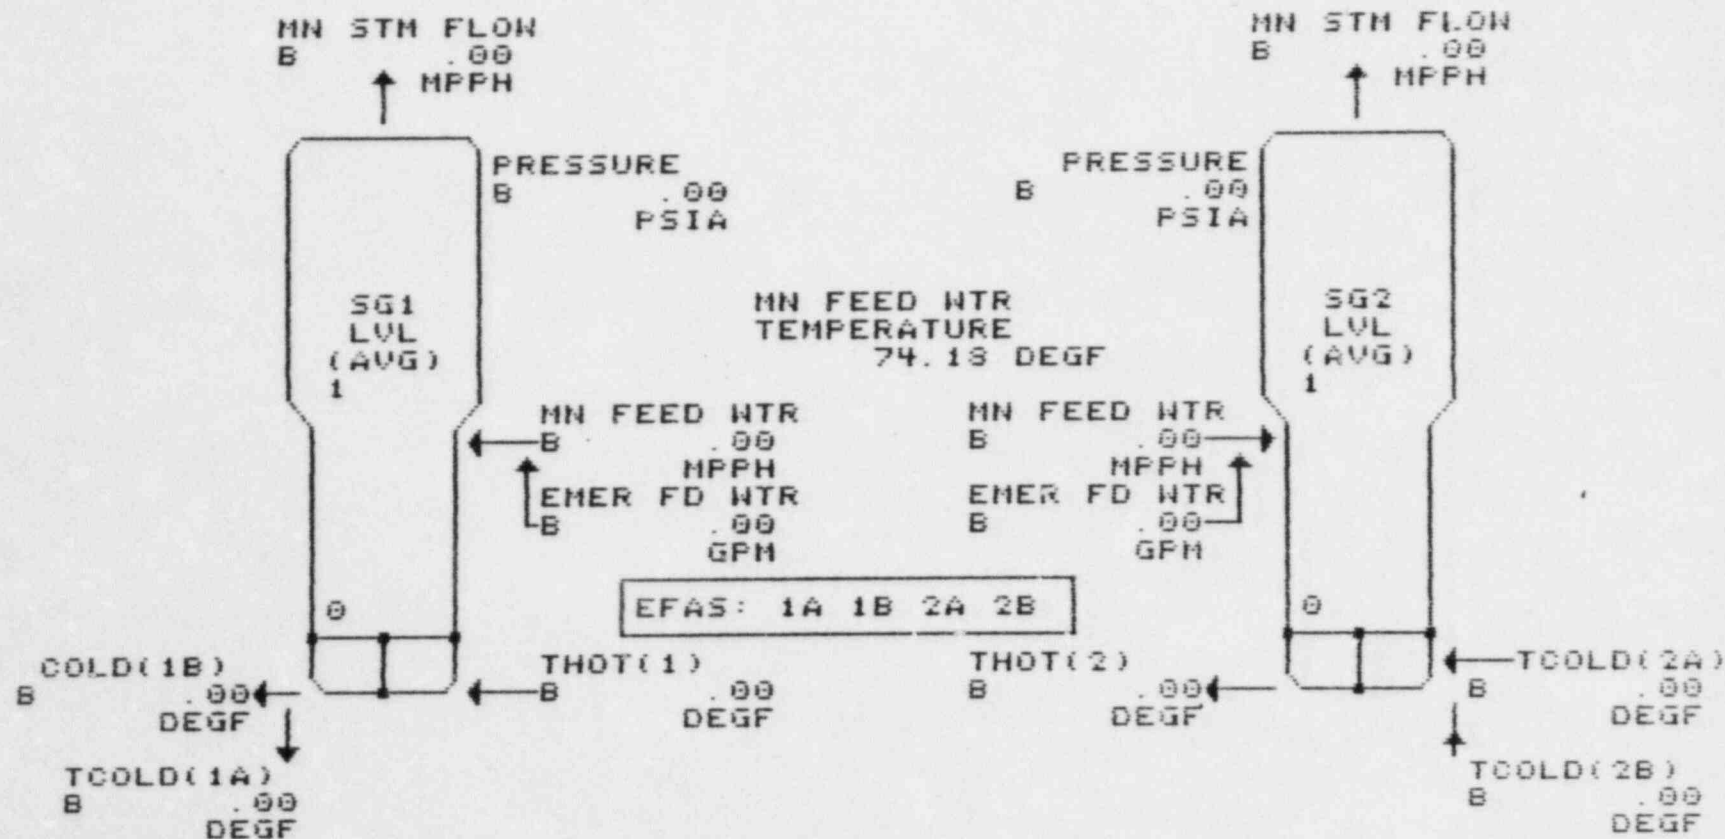 MN STM FLOW
B .00
MPPH
MN STM FLOW
B .00
MPPH
PRESSURE
B .00
PSIA
PRESSURE
B .00
PSIA
SG1
LVL
(AVG)
1
MN FEED WTR
TEMPERATURE
74.13 DEGF
SG2
LVL
(AVG)
1
MN FEED WTR
B .00
MPPH
EMER FD WTR
B .00
GPM
MN FEED WTR
B .00
MPPH
EMER FD WTR
B .00
GPM
EFAS: 1A 1B 2A 2B
0
0
COLD(1B)
B .00
DEGF
THOT(1)
B .00
DEGF
THOT(2)
B .00
DEGF
TCOLD(2A)
B .00
DEGF
TCOLD(1A)
B .00
DEGF
TCOLD(2B)
B .00
DEGF